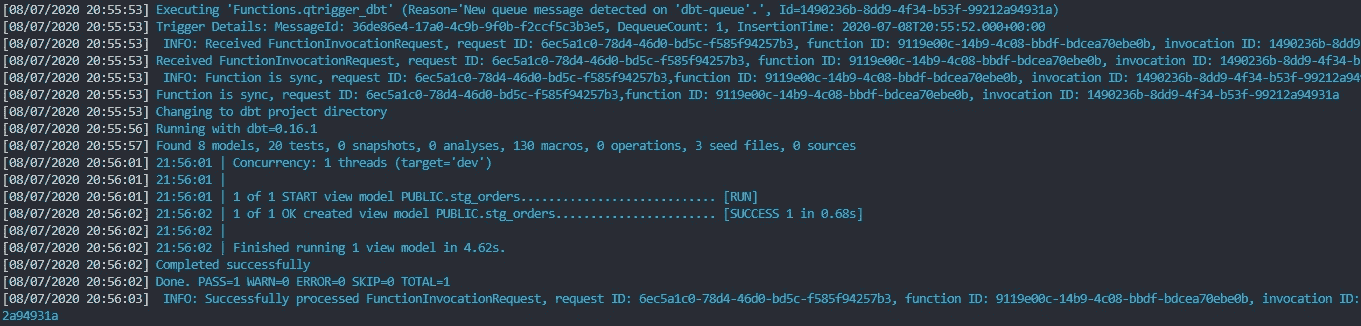 [08/07/2020 20:55:53] Executing 'Functions.qtrigger_dbt' (Reason='New queue message detected on 'dbt-queue'.', Id=1490236b-8dd9-4f34-b53f-99212a94931a)
[08/07/2020 20:55:53] Trigger Details: MessageId: 36de86e4-17a0-4c9b-9f0b-f2ccf5c3b3e5, DequeueCount: 1, InsertionTime: 2020-07-08T20:55:52.000+00:00
[08/07/2020 20:55:53]  INFO: Received FunctionInvocationRequest, request ID: 6ec5a1c0-78d4-46d0-bd5c-f585f94257b3, function ID: 9119e00c-14b9-4c08-bbdf-bdcea70ebe0b, invocation ID: 1490236b-8dd9
[08/07/2020 20:55:53] Received FunctionInvocationRequest, request ID: 6ec5a1c0-78d4-46d0-bd5c-f585f94257b3, function ID: 9119e00c-14b9-4c08-bbdf-bdcea70ebe0b, invocation ID: 1490236b-8dd9-4f34-b5
[08/07/2020 20:55:53]  INFO: Function is sync, request ID: 6ec5a1c0-78d4-46d0-bd5c-f585f94257b3,function ID: 9119e00c-14b9-4c08-bbdf-bdcea70ebe0b, invocation ID: 1490236b-8dd9-4f34-b53f-99212a94
[08/07/2020 20:55:53] Function is sync, request ID: 6ec5a1c0-78d4-46d0-bd5c-f585f94257b3,function ID: 9119e00c-14b9-4c08-bbdf-bdcea70ebe0b, invocation ID: 1490236b-8dd9-4f34-b53f-99212a94931a
[08/07/2020 20:55:53] Changing to dbt project directory
[08/07/2020 20:55:56] Running with dbt=0.16.1
[08/07/2020 20:55:57] Found 8 models, 20 tests, 0 snapshots, 0 analyses, 130 macros, 0 operations, 3 seed files, 0 sources
[08/07/2020 20:56:01] 21:56:01 | Concurrency: 1 threads (target='dev')
[08/07/2020 20:56:01] 21:56:01 |
[08/07/2020 20:56:01] 21:56:01 | 1 of 1 START view model PUBLIC.stg_orders............................ [RUN]
[08/07/2020 20:56:02] 21:56:02 | 1 of 1 OK created view model PUBLIC.stg_orders....................... [SUCCESS 1 in 0.68s]
[08/07/2020 20:56:02] 21:56:02 |
[08/07/2020 20:56:02] 21:56:02 | Finished running 1 view model in 4.62s.
[08/07/2020 20:56:02] Completed successfully
[08/07/2020 20:56:02] Done. PASS=1 WARN=0 ERROR=0 SKIP=0 TOTAL=1
[08/07/2020 20:56:03]  INFO: Successfully processed FunctionInvocationRequest, request ID: 6ec5a1c0-78d4-46d0-bd5c-f585f94257b3, function ID: 9119e00c-14b9-4c08-bbdf-bdcea70ebe0b, invocation ID:
2a94931a